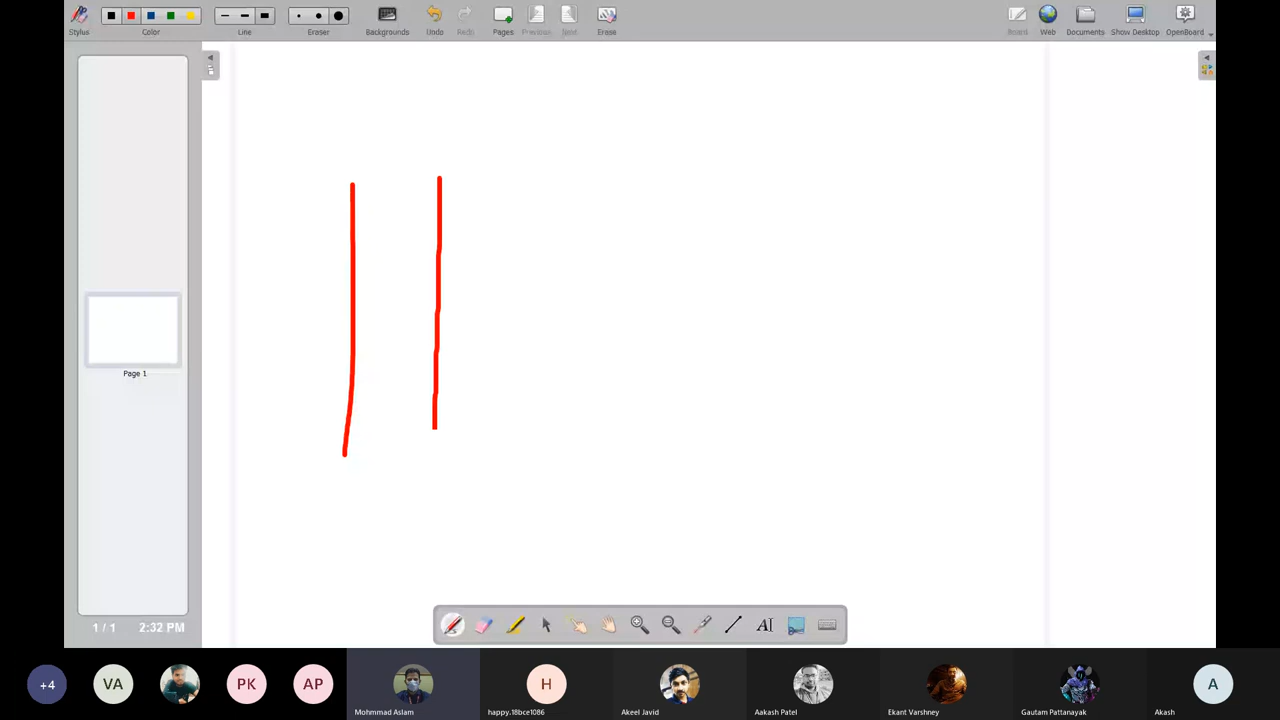 Stylus
Color
Line
Eraser
Backgrounds
Undo
Redo
Pages
Previous
Next
Erase
Board
Web
Documents
Show Desktop
OpenBoard
Page 1
1 / 1
2:32 PM
AI
+4
VA
PK
AP
Mohmmad Aslam
H
happy.18bce1086
Akeel Javid
Aakash Patel
Ekant Varshney
Gautam Pattanayak
A
Akash